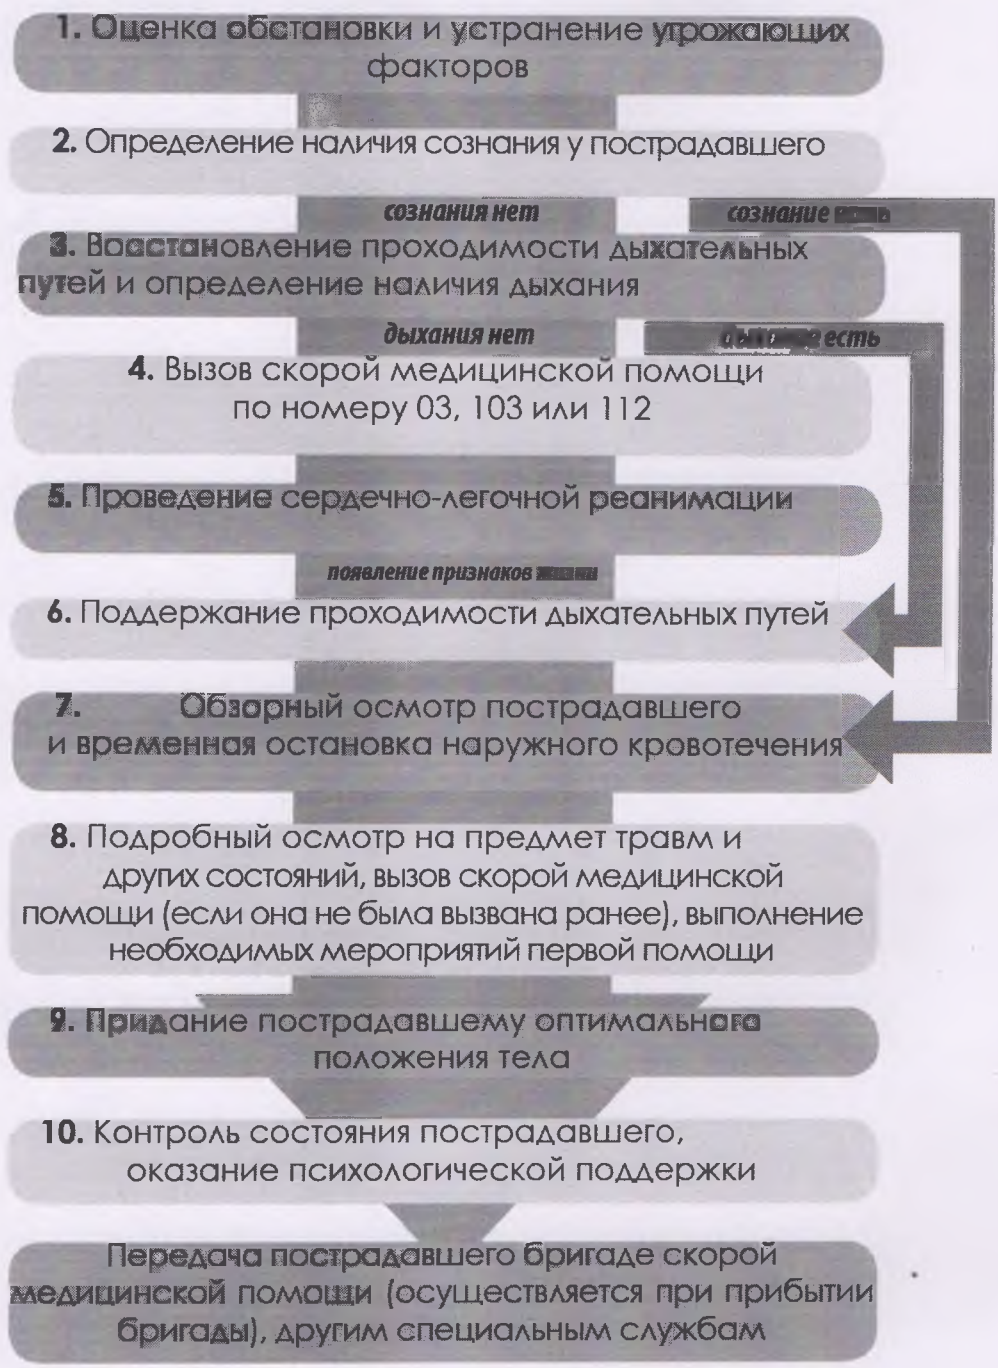 1. Оценка обстановки и устранение угрожающих
факторов
2. Определение наличия сознания у пострадавшего
сознания нет
сознание есть
3. Восстановление проходимости дыхательных
путей и определение наличия дыхания
дыхания нет
дыхание есть
4. Вызов скорой медицинской помощи
по номеру 03, 103 или 112
5. Проведение сердечно-легочной реанимации
появление признаков жизни
6. Поддержание проходимости дыхательных путей
7. Обзорный осмотр пострадавшего
и временная остановка наружного кровотечения
8. Подробный осмотр на предмет травм и
других состояний, вызов скорой медицинской
помощи (если она не была вызвана ранее), выполнение
необходимых мероприятий первой помощи
9. Придание пострадавшему оптимального
положения тела
10. Контроль состояния пострадавшего,
оказание психологической поддержки
Передача пострадавшего бригаде скорой
медицинской помощи (осуществляется при прибытии
бригады), другим специальным службам